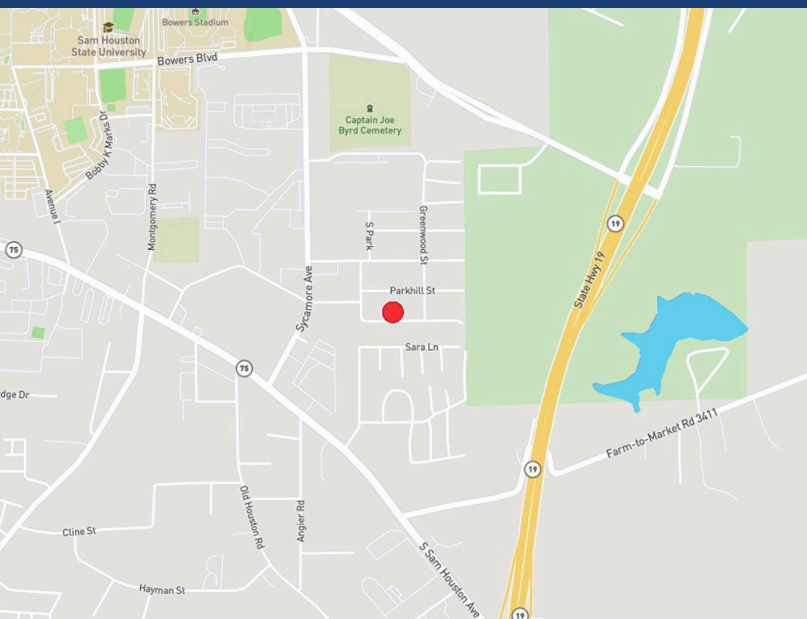 Bowers Stadium
Sam Houston
State University
Bowers Blvd
Captain Joe
Byrd Cemetery
Bobby K Marks Dr
Avenue I
Montgomery Rd
S Park
Greenwood St
19
75
State Hwy 19
Parkhill St
Sycamore Ave
Sara Ln
75
dge Dr
Farm-to-Market Rd 3411
19
Old Houston Rd
Angier Rd
Cline St
S Sam Houston Ave
Hayman St
19